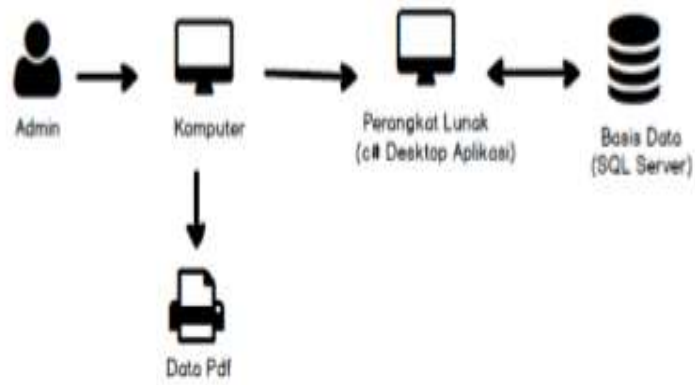 Admin
Komputer
Perangkat Lunak
(c# Desktop Aplikasi)
Basis Data
(SQL Server)
Data Pdf